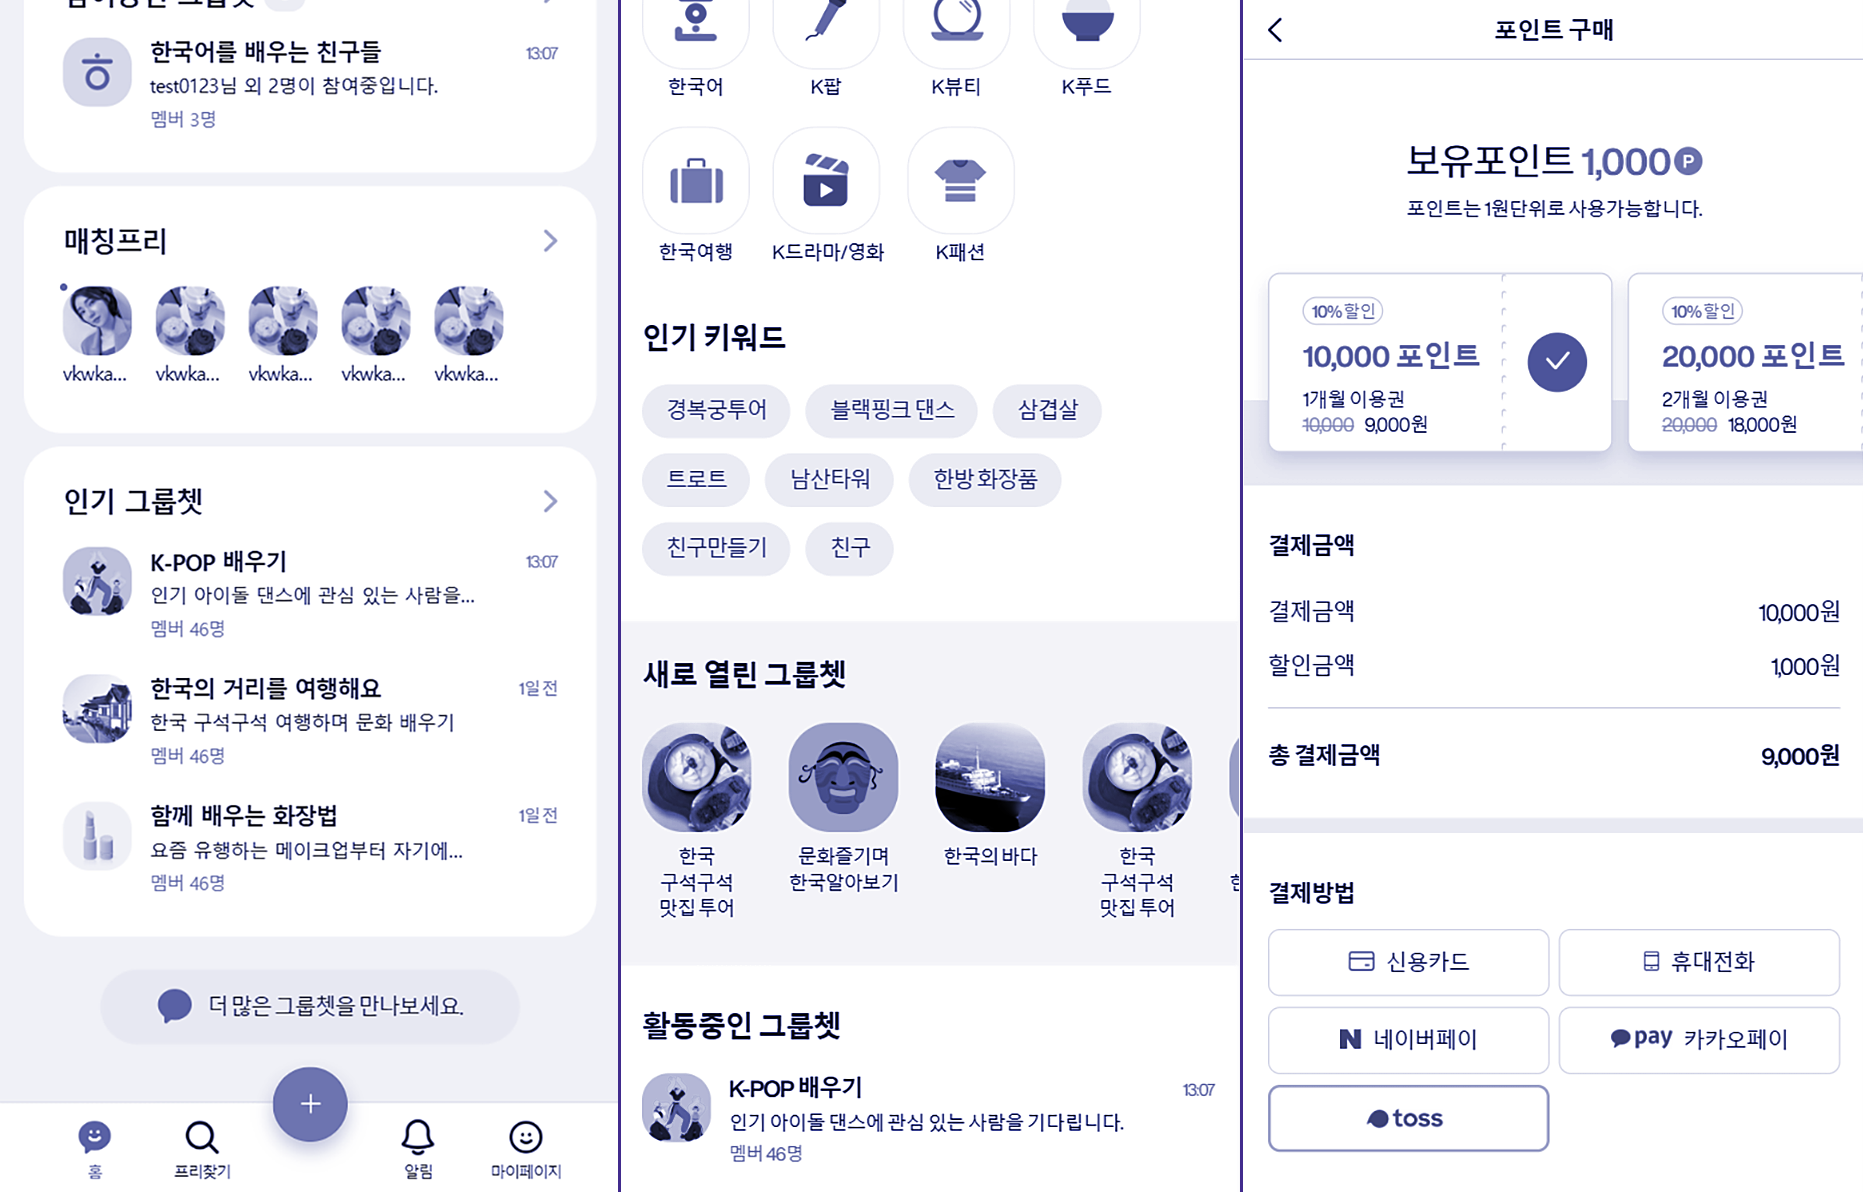 한국어를 배우는 친구들
13:07
test0123님 외 2명이 참여중입니다.
멤버 3명
매칭프리
vkwka...
vkwka...
vkwka...
vkwka...
vkwka...
인기 그룹쳇
K-POP 배우기
13:07
인기 아이돌 댄스에 관심 있는 사람을...
멤버 46명
한국의 거리를 여행해요
1일 전
한국 구석구석 여행하며 문화 배우기
멤버 46명
함께 배우는 화장법
1일 전
요즘 유행하는 메이크업부터 자기에...
멤버 46명
더 많은 그룹쳇을 만나보세요.
홈
프리찾기
알림
마이페이지
한국어
K팝
K뷰티
K푸드
한국여행
K드라마/영화
K패션
인기 키워드
경복궁투어
블랙핑크 댄스
삼겹살
트로트
남산타워
한방 화장품
친구만들기
친구
새로 열린 그룹쳇
한국
구석구석
맛집 투어
문화즐기며
한국알아보기
한국의 바다
한국
구석구석
맛집 투어
활동중인 그룹쳇
K-POP 배우기
13:07
인기 아이돌 댄스에 관심 있는 사람을 기다립니다.
멤버 46명
포인트 구매
보유포인트 1,000 P
포인트는 1원단위로 사용가능합니다.
10% 할인
10,000 포인트
1개월 이용권
10,000 9,000원
10% 할인
20,000 포인트
2개월 이용권
20,000 18,000원
결제금액
결제금액
10,000원
할인금액
1,000원
총 결제금액
9,000원
결제방법
신용카드
휴대전화
N 네이버페이
pay 카카오페이
toss